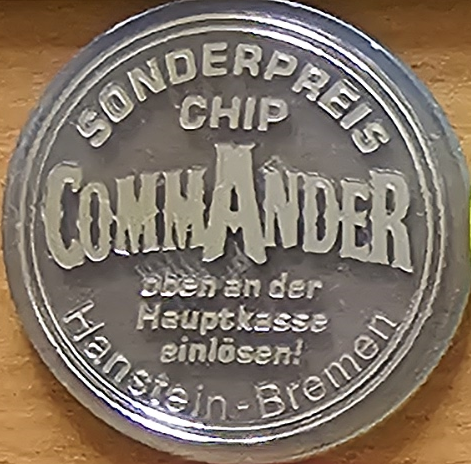 SONDERPREIS
CHIP
COMMANDER
oben an der
Hauptkasse
einlösen!
Hanstein-Bremen